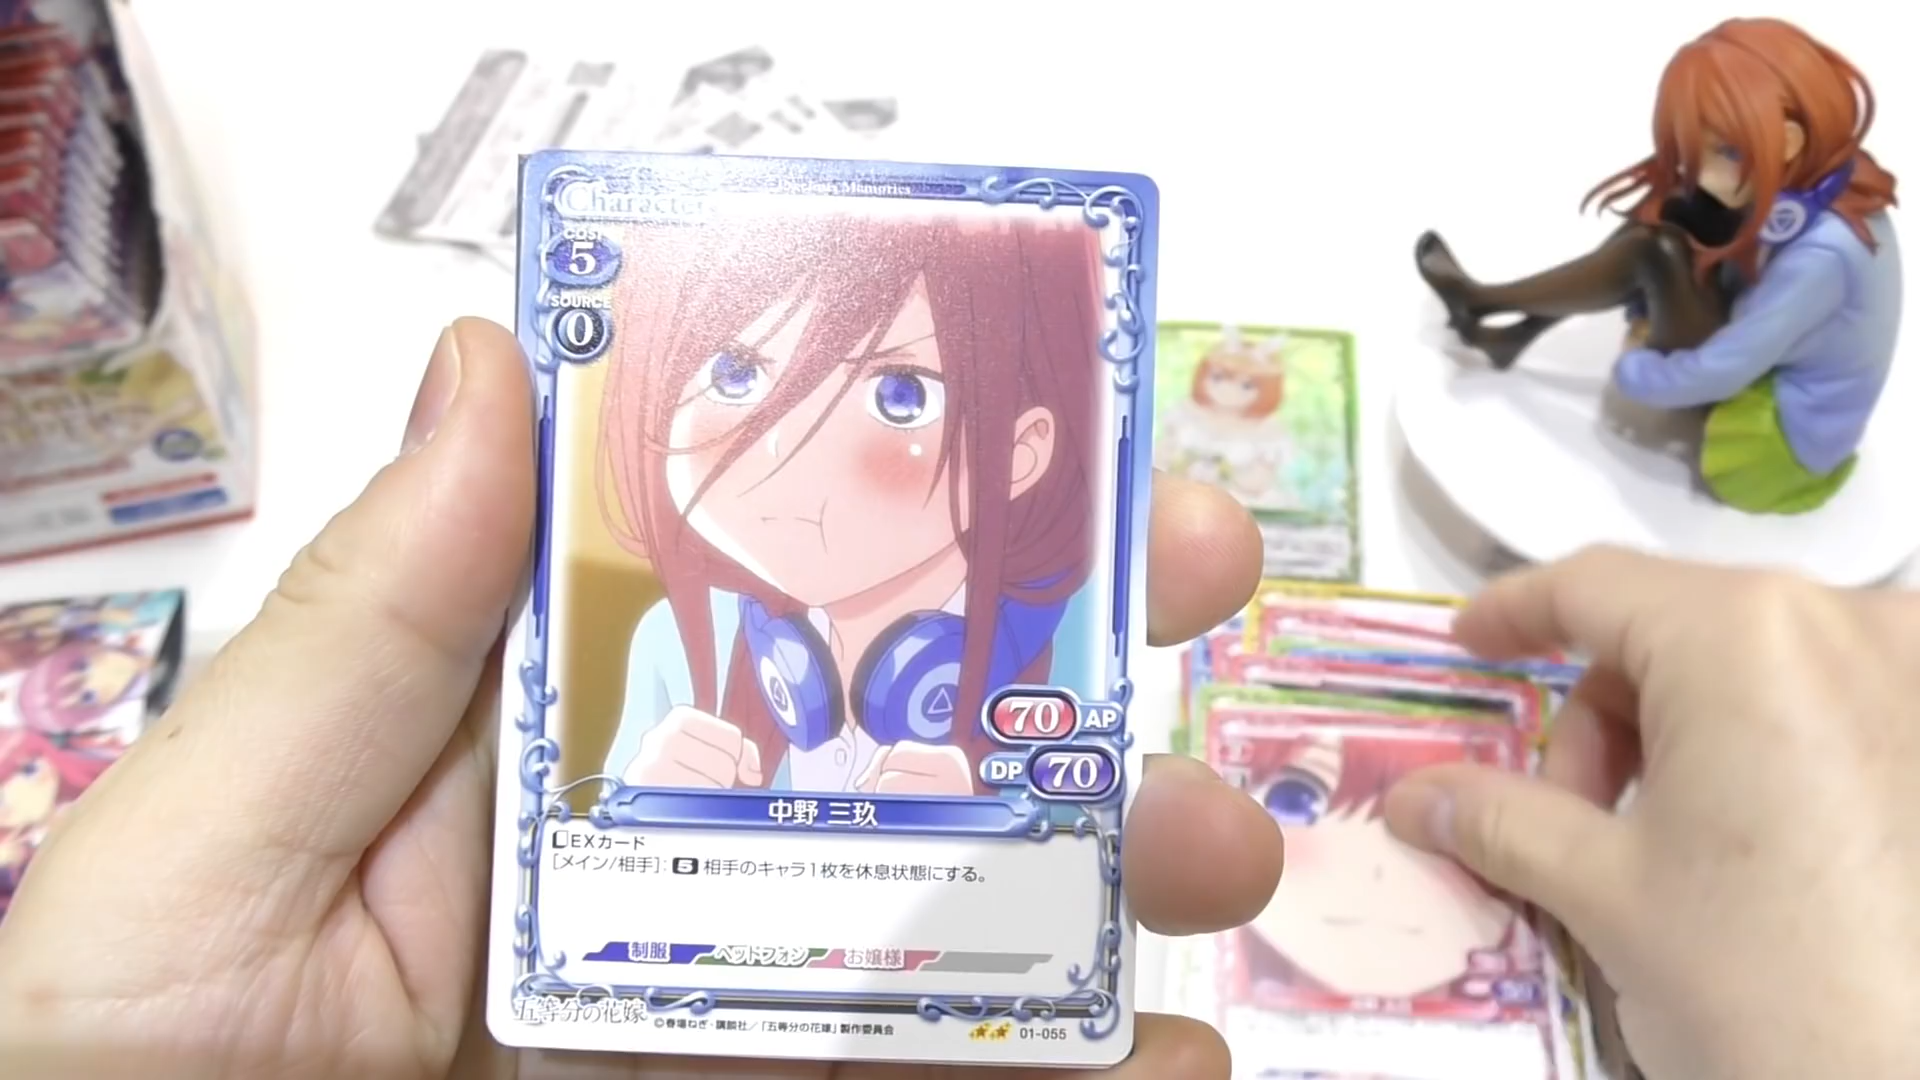 Character
Precious Memories
COST
5
SOURCE
0
70 AP
DP 70
中野 三玖
EXカード
[メイン/相手]: 5 相手のキャラ1枚を休息状態にする。
制服 ヘッドフォン お嬢様
五等分の花嫁
©春場ねぎ・講談社/「五等分の花嫁」製作委員会
01-055